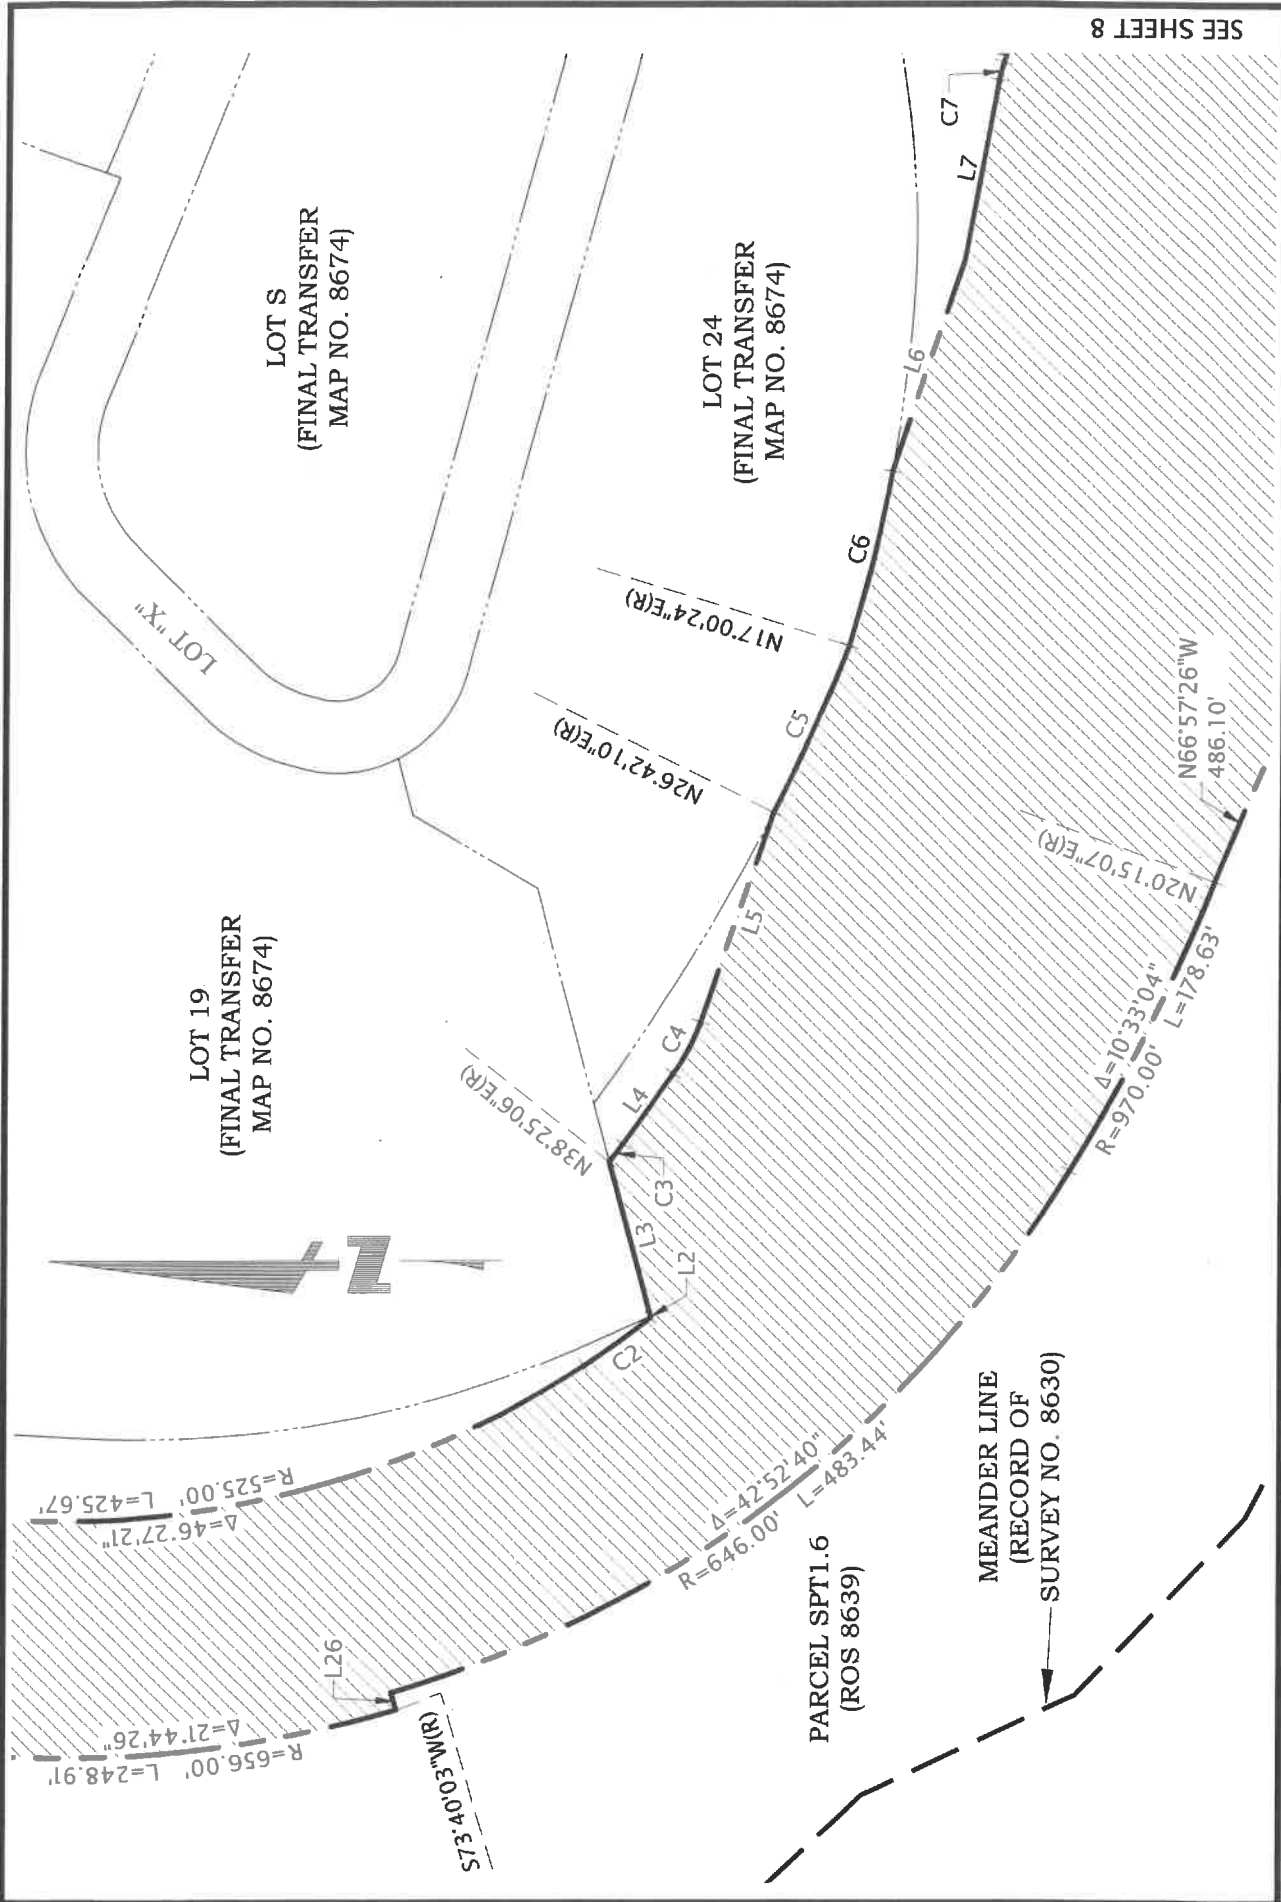 SEE SHEET 8
LOT S
(FINAL TRANSFER
MAP NO. 8674)
LOT "X"
LOT 24
(FINAL TRANSFER
MAP NO. 8674)
LOT 19
(FINAL TRANSFER
MAP NO. 8674)
C7
L7
L6
C6
N17°00'24"E(R)
C5
N26°42'10"E(R)
L5
C4
L4
N38°25'06"E(R)
C3
L3
L2
C2
N
N66°57'26"W
486.10'
N20°15'07"E(R)
Δ=10°33'04"
R=970.00' L=178.63'
Δ=42°52'40"
R=646.00' L=483.44'
R=525.00' L=425.67'
Δ=46°27'21"
L26
Δ=21°44'26"
R=656.00' L=248.91'
S73°40'03"W(R)
PARCEL SPT1.6
(ROS 8639)
MEANDER LINE
(RECORD OF
SURVEY NO. 8630)